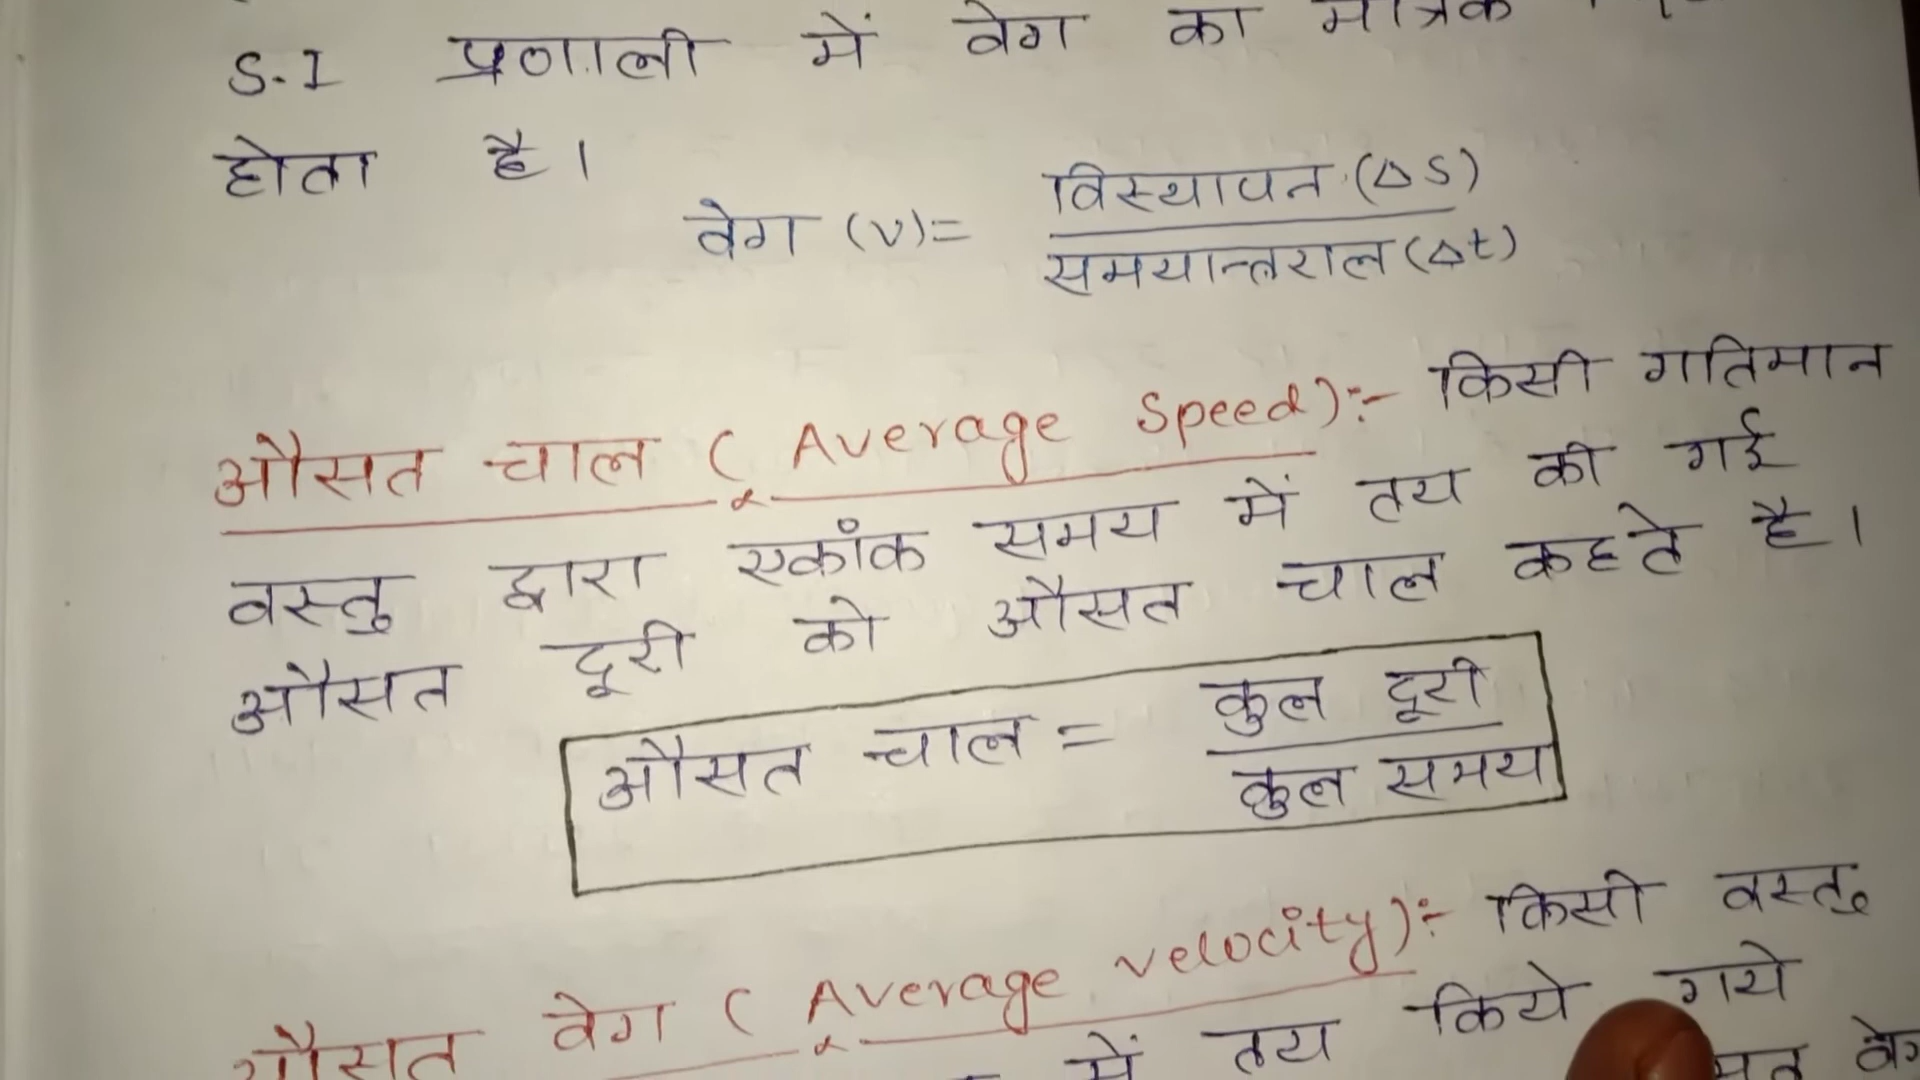 S.I प्रणाली में वेग का मात्रक
होता है।
वेग (v) = विस्थापन (Δs)
समयान्तराल (Δt)
औसत चाल ( Average Speed):- किसी गतिमान
वस्तु द्वारा एकांक समय में तय की गई
औसत दूरी को औसत चाल कहते है।
औसत चाल = कुल दूरी
कुल समय
औसत वेग ( Average velocity):- किसी वस्तु
में तय किये गये